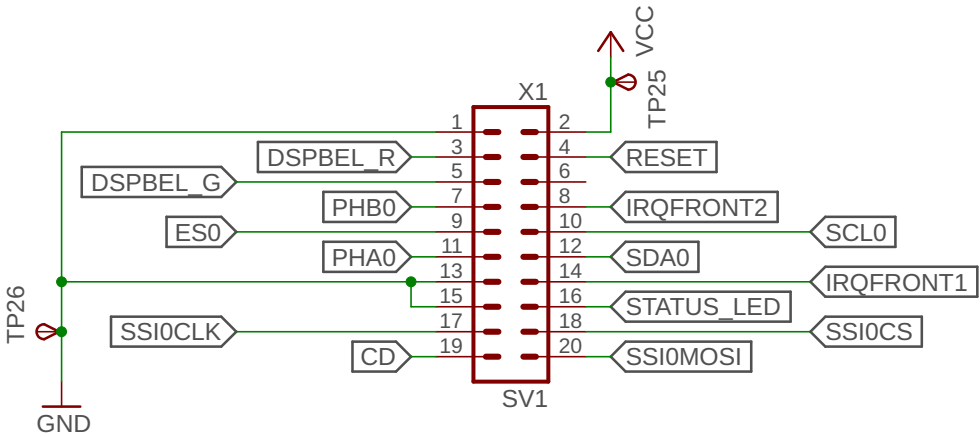 VCC
TP25
X1
1 2
DSPBEL_R 3 4 RESET
DSPBEL_G 5 6
PHB0 7 8 IRQFRONT2
ES0 9 10 SCL0
PHA0 11 12 SDA0
13 14 IRQFRONT1
15 16 STATUS_LED
TP26
SSI0CLK 17 18 SSI0CS
CD 19 20 SSI0MOSI
SV1
GND